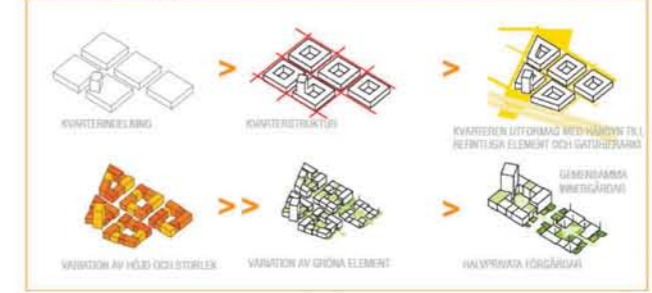 KVARTERINDELNING
KVARTERSTRUKTUR
KVARTEREN UTFORMAS MED HÄNSYN TILL
BEFINTLIGA ELEMENT OCH GATUHIERARKI
GEMENSAMMA
INNERGÅRDAR
VARIATION AV HÖJD OCH STORLEK
VARIATION AV GRÖNA ELEMENT
HALVPRIVATA FÖRGÅRDAR